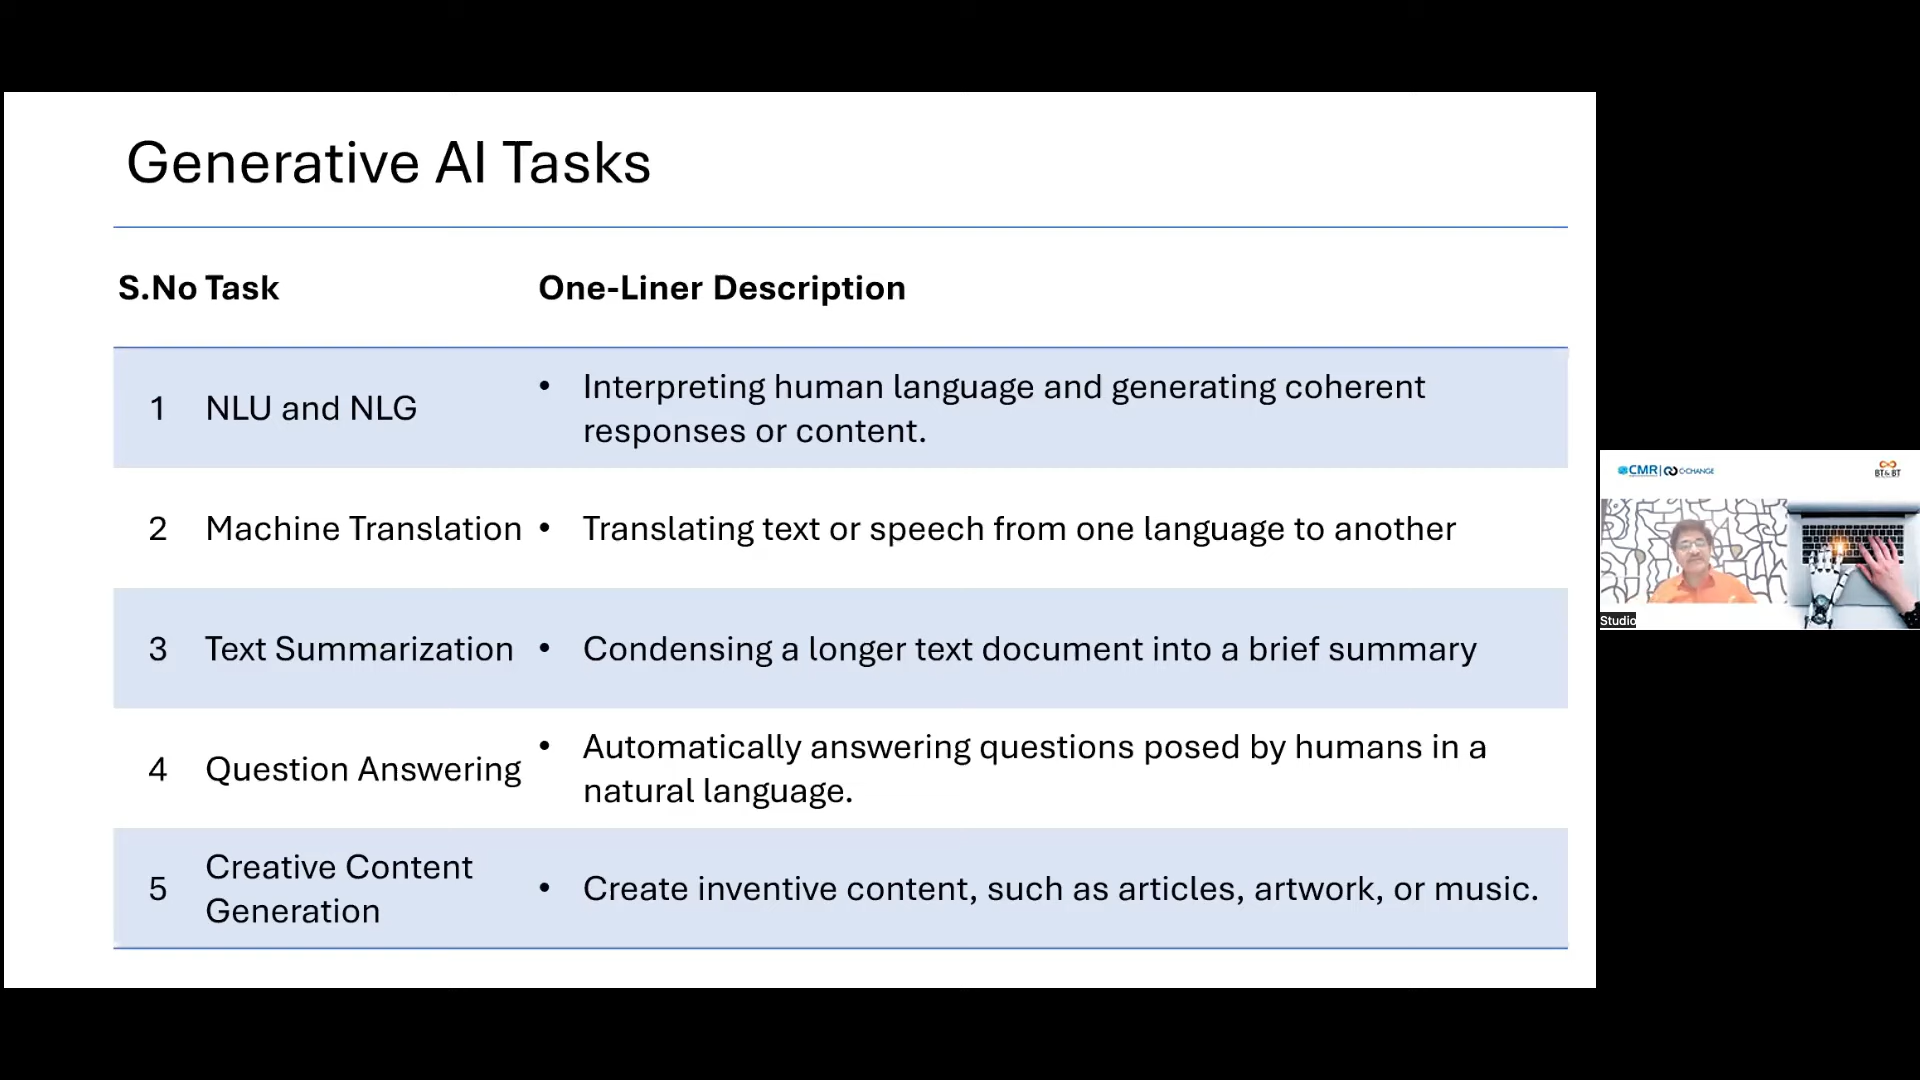 Generative AI Tasks
S.No Task One-Liner Description
1 NLU and NLG • Interpreting human language and generating coherent
responses or content.
2 Machine Translation • Translating text or speech from one language to another
3 Text Summarization • Condensing a longer text document into a brief summary
4 Question Answering • Automatically answering questions posed by humans in a
natural language.
5 Creative Content
Generation
• Create inventive content, such as articles, artwork, or music.
CMR | C-CHANGE
BT& BT
Studio